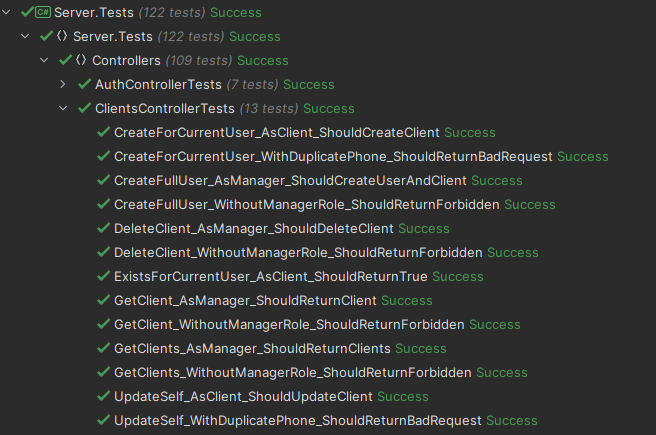 C# Server.Tests (122 tests) Success
Server.Tests (122 tests) Success
Controllers (109 tests) Success
AuthControllerTests (7 tests) Success
ClientsControllerTests (13 tests) Success
CreateForCurrentUser_AsClient_ShouldCreateClient Success
CreateForCurrentUser_WithDuplicatePhone_ShouldReturnBadRequest Success
CreateFullUser_AsManager_ShouldCreateUserAndClient Success
CreateFullUser_WithoutManagerRole_ShouldReturnForbidden Success
DeleteClient_AsManager_ShouldDeleteClient Success
DeleteClient_WithoutManagerRole_ShouldReturnForbidden Success
ExistsForCurrentUser_AsClient_ShouldReturnTrue Success
GetClient_AsManager_ShouldReturnClient Success
GetClient_WithoutManagerRole_ShouldReturnForbidden Success
GetClients_AsManager_ShouldReturnClients Success
GetClients_WithoutManagerRole_ShouldReturnForbidden Success
UpdateSelf_AsClient_ShouldUpdateClient Success
UpdateSelf_WithDuplicatePhone_ShouldReturnBadRequest Success